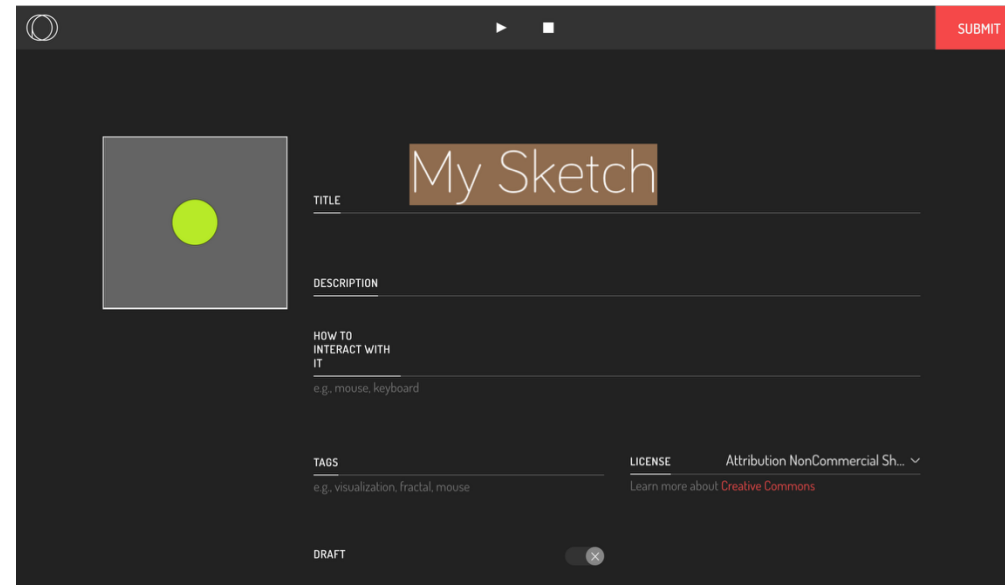 SUBMIT
My Sketch
TITLE
DESCRIPTION
HOW TO
INTERACT WITH
IT
e.g., mouse, keyboard
TAGS
e.g., visualization, fractal, mouse
LICENSE
Attribution NonCommercial Sh...
Learn more about Creative Commons
DRAFT